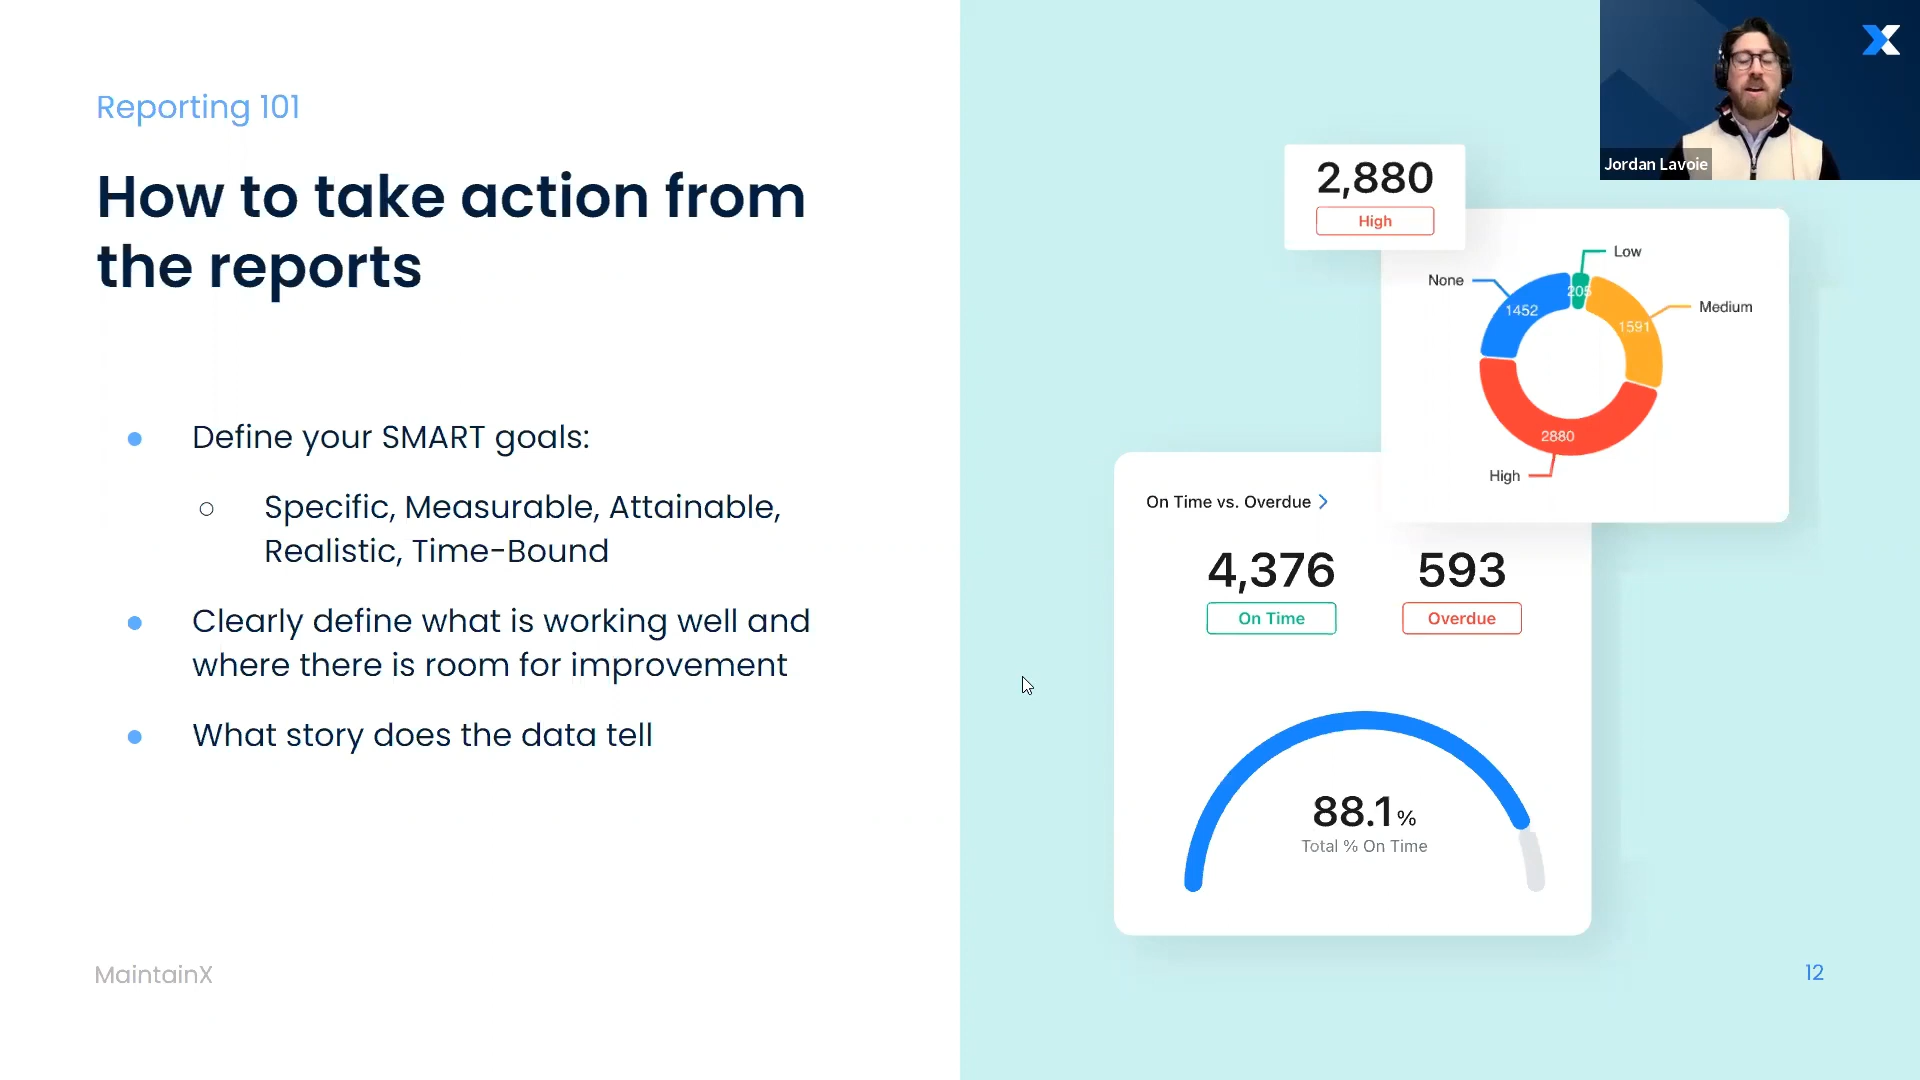 Reporting 101
How to take action from
the reports
Define your SMART goals:
Specific, Measurable, Attainable,
Realistic, Time-Bound
Clearly define what is working well and
where there is room for improvement
What story does the data tell
MaintainX
Jordan Lavoie
2,880
High
Low
None
205
1452
Medium
1591
2880
High
On Time vs. Overdue
4,376
593
On Time
Overdue
88.1%
Total % On Time
12